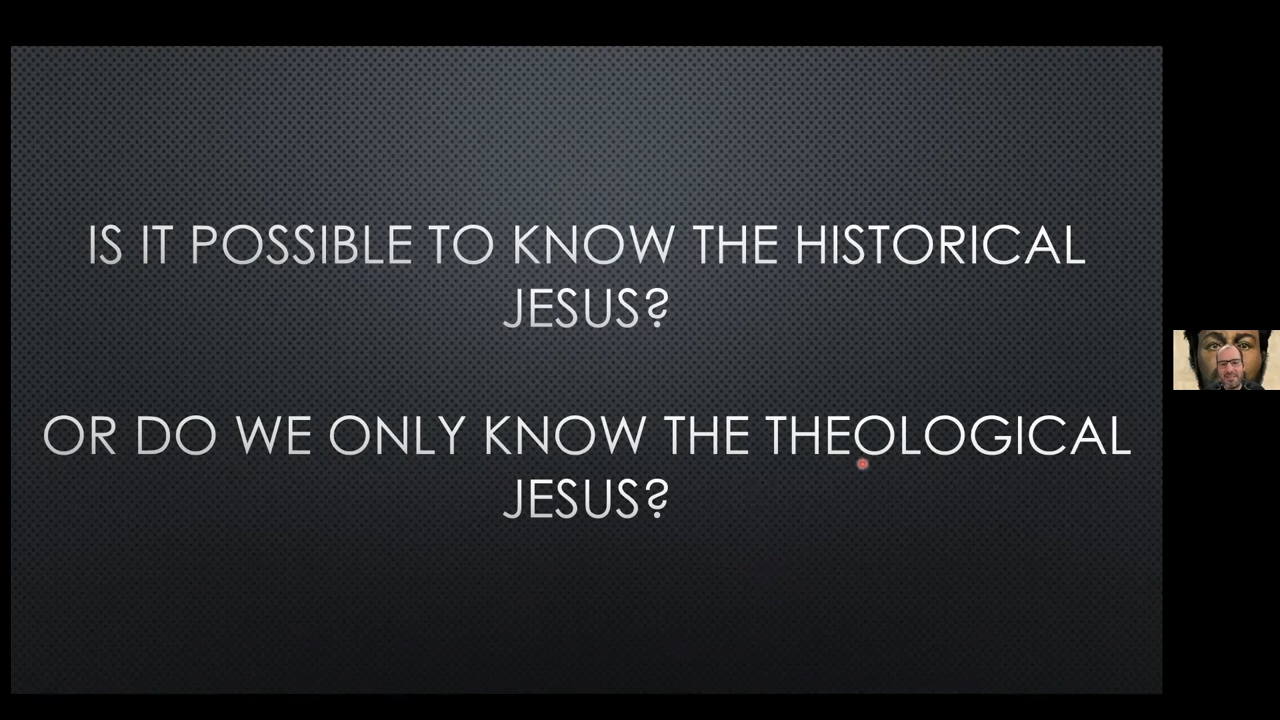 IS IT POSSIBLE TO KNOW THE HISTORICAL
JESUS?
OR DO WE ONLY KNOW THE THEOLOGICAL
JESUS?